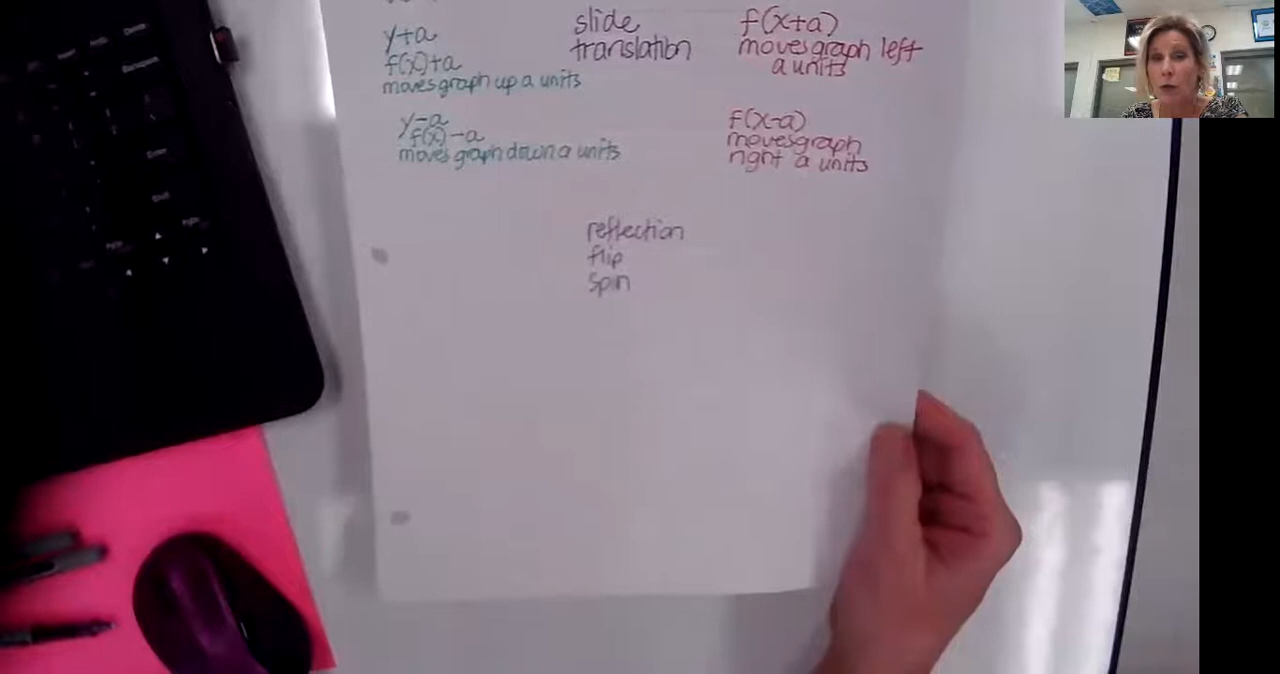 y+a
f(x)+a
moves graph up a units
y-a
f(x)-a
moves graph down a units
slide
translation
f(x+a)
moves graph left
a units
f(x-a)
moves graph
right a units
reflection
flip
spin